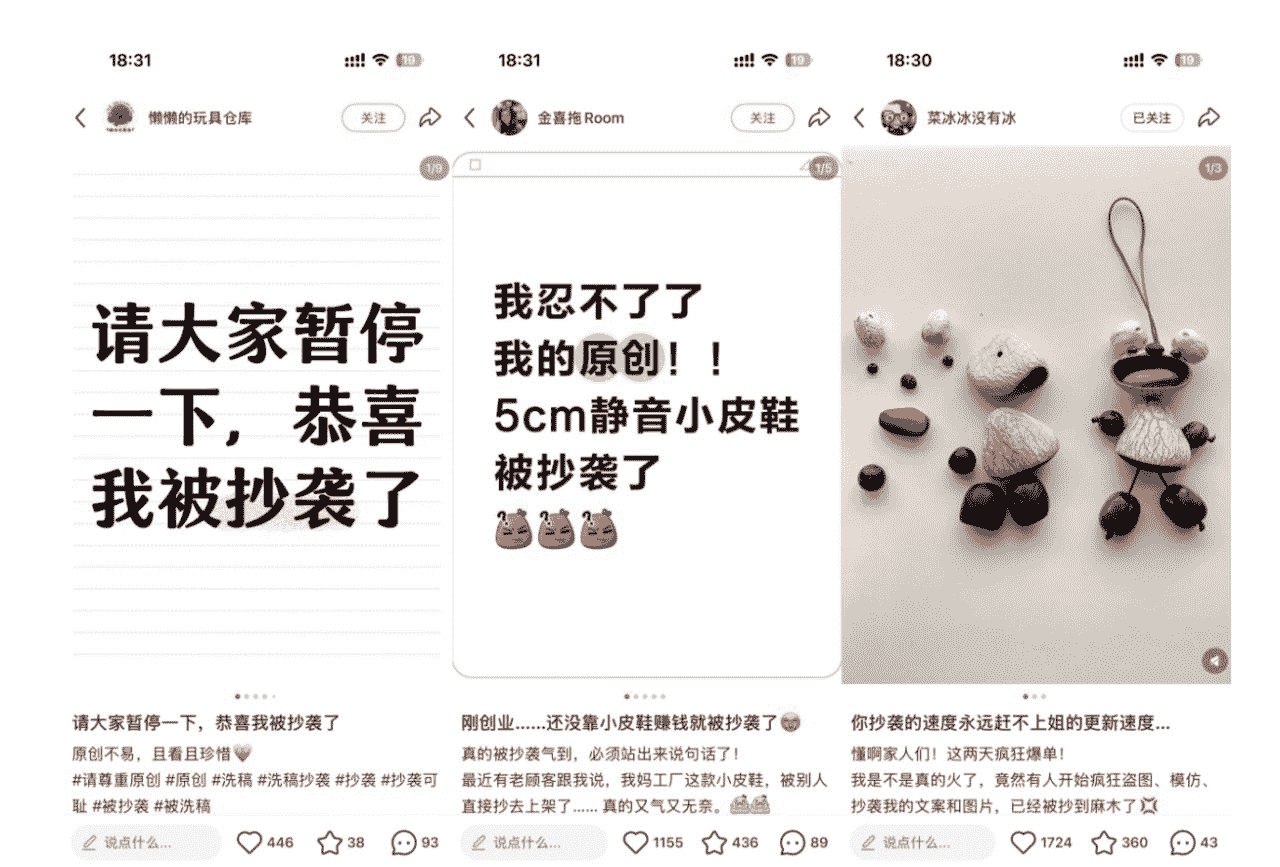 18:31
19
懒懒的玩具仓库
关注
1/9
请大家暂停
一下，恭喜
我被抄袭了
请大家暂停一下，恭喜我被抄袭了
原创不易，且看且珍惜
#请尊重原创 #原创 #洗稿 #洗稿抄袭 #抄袭 #抄袭可
耻 #被抄袭 #被洗稿
说点什么...
446
38
93
18:31
19
金喜拖Room
关注
1/5
我忍不了了
我的原创！！
5cm静音小皮鞋
被抄袭了
刚创业......还没靠小皮鞋赚钱就被抄袭了
真的被抄袭气到，必须站出来说句话了！
最近有老顾客跟我说，我妈工厂这款小皮鞋，被别人
直接抄去上架了...... 真的又气又无奈。
说点什么...
1155
436
89
18:30
19
菜冰冰没有冰
已关注
1/3
你抄袭的速度永远赶不上姐的更新速度...
懂啊家人们！这两天疯狂爆单！
我是不是真的火了，竟然有人开始疯狂盗图、模仿、
抄袭我的文案和图片，已经被抄到麻木了
说点什么...
1724
360
43